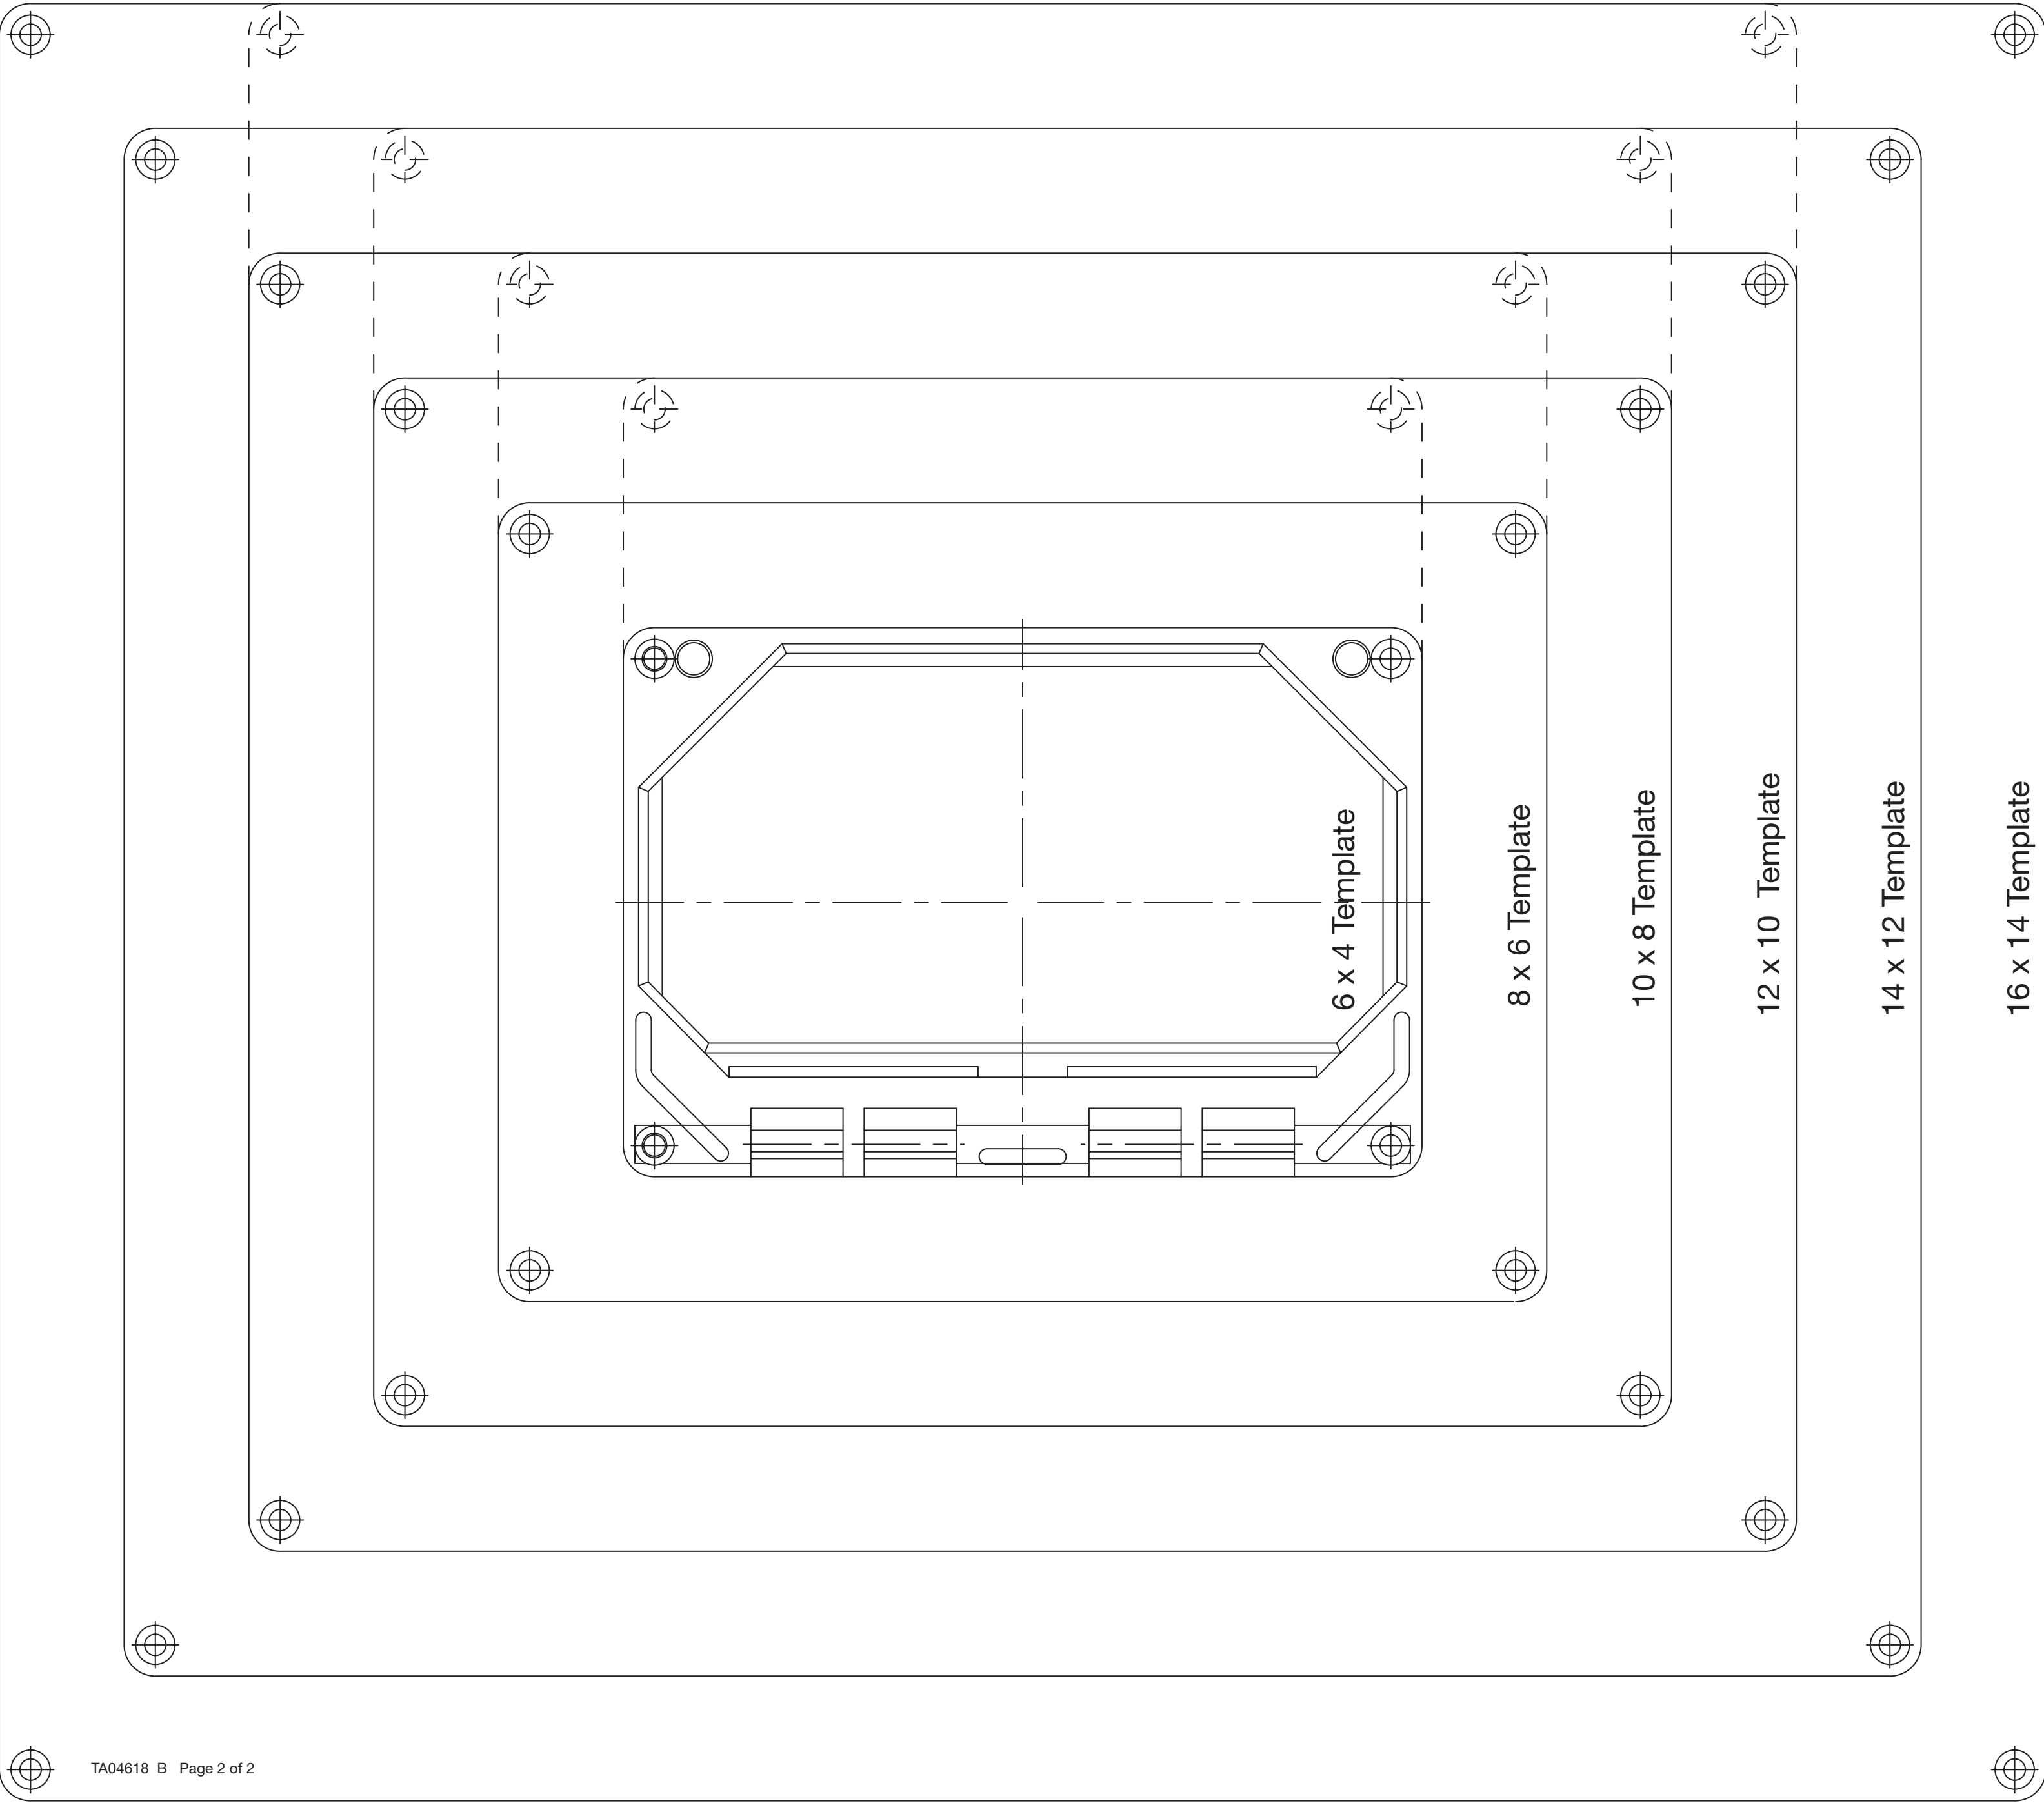 6 x 4 Template
8 x 6 Template
10 x 8 Template
12 x 10 Template
14 x 12 Template
16 x 14 Template
TA04618 B Page 2 of 2